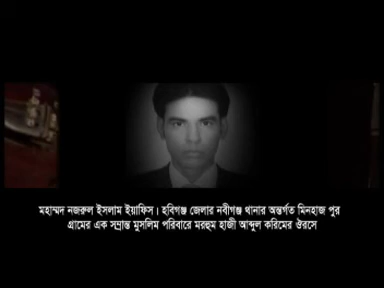 মহাম্মদ নজরুল ইসলাম ইয়াফিস। হবিগঞ্জ জেলার নবীগঞ্জ থানার অন্তর্গত মিনহাজ পুর
গ্রামের এক সম্ভ্রান্ত মুসলিম পরিবারে মরহুম হাজী আব্দুল করিমের ঔরসে